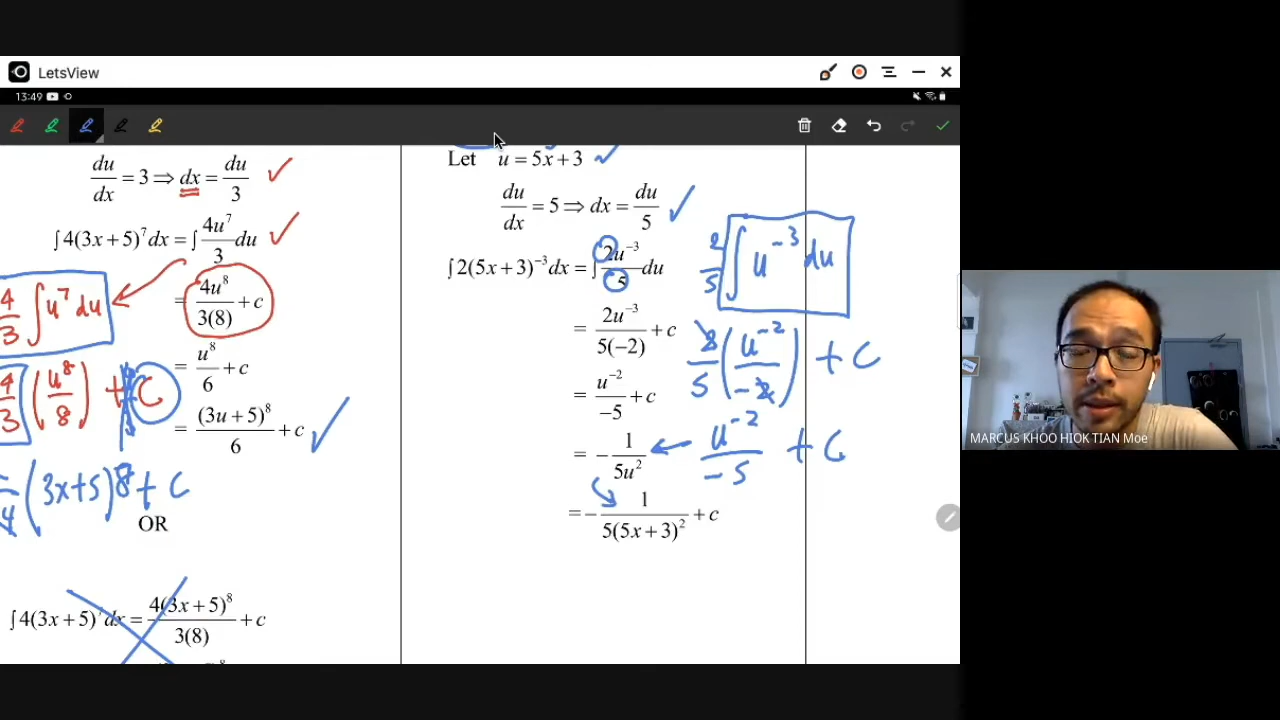 LetsView
13:49
du/dx = 3 ⇒ dx = du/3 ✓
∫4(3x+5)^7 dx = ∫ 4u^7/3 du ✓
4/3 ∫ u^7 du
= 4u^8/3(8) + c
= u^8/6 + c
4/3 (u^8/8) + C
= (3u+5)^8/6 + c ✓
(3x+5)^8 + C
OR
∫4(3x+5)^7 dx = 4(3x+5)^8/3(8) + c
Let u = 5x+3 ✓
du/dx = 5 ⇒ dx = du/5 ✓
∫2(5x+3)^-3 dx = ∫ 2u^-3/5 du
2/5 ∫ u^-3 du
= 2u^-3/5(-2) + c
2/5 (u^-2/-2) + C
= u^-2/-5 + c
= - 1/5u^2 ← u^-2/-5 + C
= - 1/5(5x+3)^2 + c
MARCUS KHOO HIOK TIAN Moe